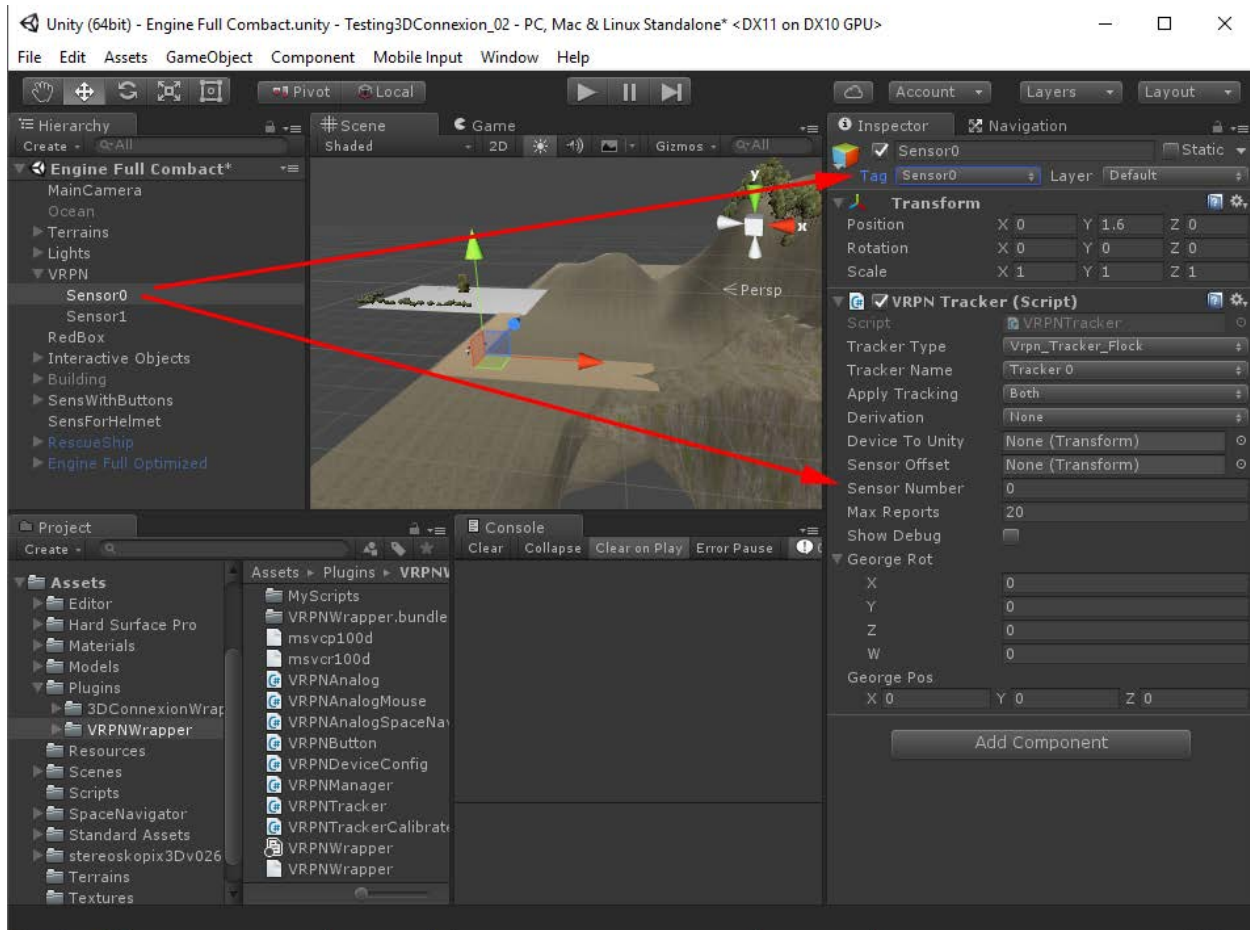 Unity (64bit) - Engine Full Combact.unity - Testing3DConnexion_02 - PC, Mac & Linux Standalone* <DX11 on DX10 GPU>
File Edit Assets GameObject Component Mobile Input Window Help
Pivot Local Account Layers Layout
Hierarchy
Create All
Engine Full Combact*
MainCamera
Ocean
Terrains
Lights
VRPN
Sensor0
Sensor1
RedBox
Interactive Objects
Building
SensWithButtons
SensForHelmet
RescueShip
Engine Full Optimized
Scene Game
Shaded 2D Gizmos All
y
x
Persp
Inspector Navigation
Sensor0 Static
Tag Sensor0 Layer Default
Transform
Position X 0 Y 1.6 Z 0
Rotation X 0 Y 0 Z 0
Scale X 1 Y 1 Z 1
VRPN Tracker (Script)
Script VRPNTracker
Tracker Type Vrpn_Tracker_Flock
Tracker Name Tracker 0
Apply Tracking Both
Derivation None
Device To Unity None (Transform)
Sensor Offset None (Transform)
Sensor Number 0
Max Reports 20
Show Debug
George Rot
X 0
Y 0
Z 0
W 0
George Pos
X 0 Y 0 Z 0
Add Component
Project
Create
Assets
Editor
Hard Surface Pro
Materials
Models
Plugins
3DConnexionWrap
VRPNWrapper
Resources
Scenes
Scripts
SpaceNavigator
Standard Assets
stereoskopix3Dv026
Terrains
Textures
Assets Plugins VRPNW
MyScripts
VRPNWrapper.bundle
msvcp100d
msvcr100d
VRPNAnalog
VRPNAnalogMouse
VRPNAnalogSpaceNav
VRPNButton
VRPNDeviceConfig
VRPNManager
VRPNTracker
VRPNTrackerCalibrate
VRPNWrapper
VRPNWrapper
Console
Clear Collapse Clear on Play Error Pause